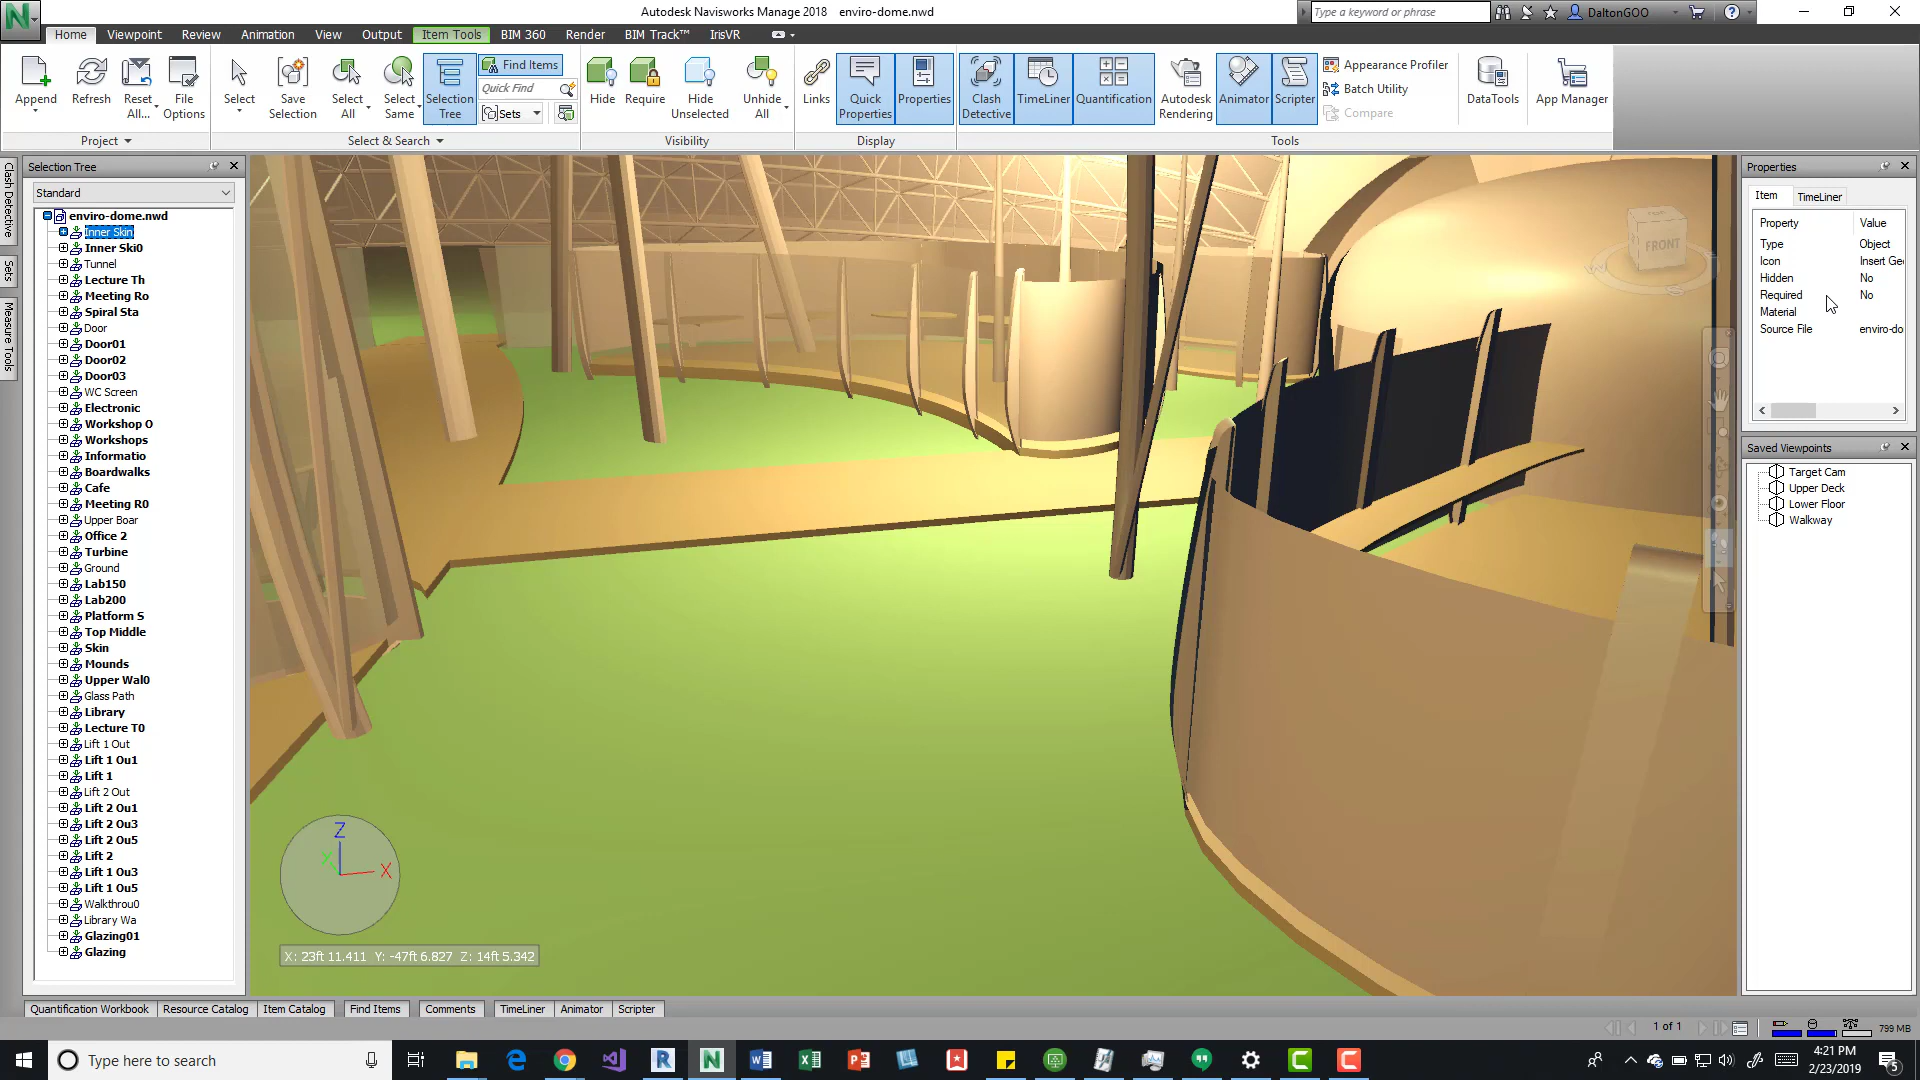 Autodesk Navisworks Manage 2018 enviro-dome.nwd
Type a keyword or phrase
DaltonGOO
Home Viewpoint Review Animation View Output Item Tools BIM 360 Render BIM Track™ IrisVR
Append
Refresh
Reset All...
File Options
Project
Select
Save Selection
Select All
Select Same
Selection Tree
Find Items
Quick Find
Sets
Select & Search
Hide
Require
Hide Unselected
Unhide All
Visibility
Links
Quick Properties
Properties
Display
Clash Detective
TimeLiner
Quantification
Autodesk Rendering
Animator
Scripter
Appearance Profiler
Batch Utility
Compare
Tools
DataTools
App Manager
Clash Detective
Sets
Measure Tools
Selection Tree
Standard
enviro-dome.nwd
Inner Skin
Inner Ski0
Tunnel
Lecture Th
Meeting Ro
Spiral Sta
Door
Door01
Door02
Door03
WC Screen
Electronic
Workshop O
Workshops
Informatio
Boardwalks
Cafe
Meeting R0
Upper Boar
Office 2
Turbine
Ground
Lab150
Lab200
Platform S
Top Middle
Skin
Mounds
Upper Wal0
Glass Path
Library
Lecture T0
Lift 1 Out
Lift 1 Ou1
Lift 1
Lift 2 Out
Lift 2 Ou1
Lift 2 Ou3
Lift 2 Ou5
Lift 2
Lift 1 Ou3
Lift 1 Ou5
Walkthrou0
Library Wa
Glazing01
Glazing
FRONT
W
Z
Y
X
X: 23ft 11.411 Y: -47ft 6.827 Z: 14ft 5.342
Properties
Item TimeLiner
Property Value
Type Object
Icon Insert Geo
Hidden No
Required No
Material
Source File enviro-do
Saved Viewpoints
Target Cam
Upper Deck
Lower Floor
Walkway
Quantification Workbook Resource Catalog Item Catalog Find Items Comments TimeLiner Animator Scripter
1 of 1
799 MB
Type here to search
4:21 PM
2/23/2019
5